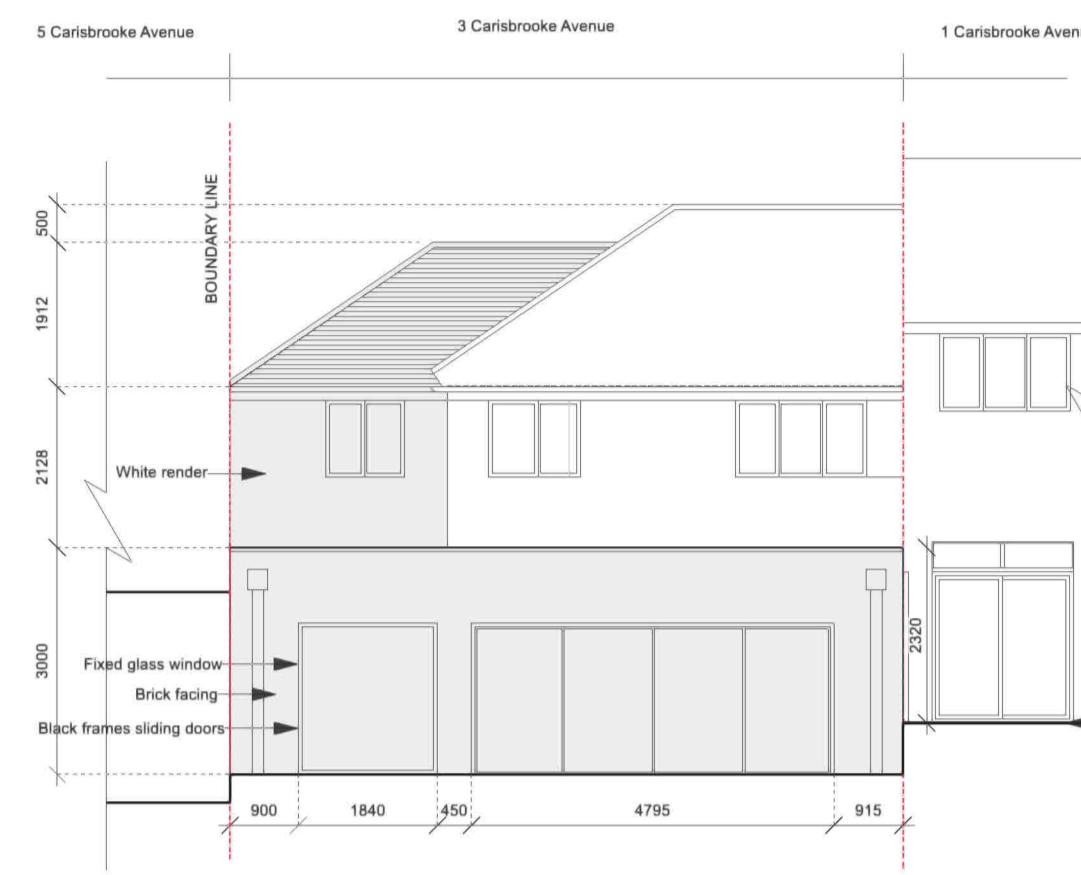 5 Carisbrooke Avenue
3 Carisbrooke Avenue
1 Carisbrooke Aven
BOUNDARY LINE
500
1912
2128
3000
White render
Fixed glass window
Brick facing
Black frames sliding doors
2320
900
1840
450
4795
915